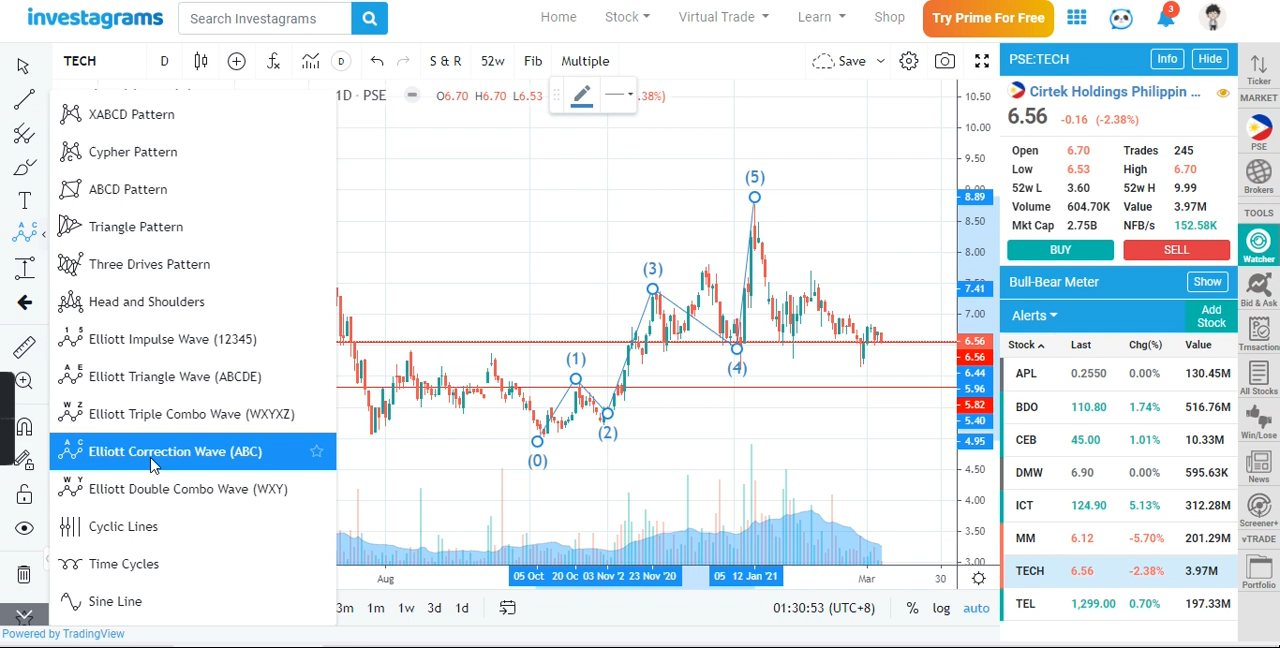 investagrams
Search Investagrams
Home
Stock
Virtual Trade
Learn
Shop
Try Prime For Free
3
TECH
D
D
S & R
52w
Fib
Multiple
Save
1D · PSE
O6.70 H6.70 L6.53
.38%)
XABCD Pattern
Cypher Pattern
ABCD Pattern
Triangle Pattern
Three Drives Pattern
Head and Shoulders
Elliott Impulse Wave (12345)
Elliott Triangle Wave (ABCDE)
Elliott Triple Combo Wave (WXYXZ)
Elliott Correction Wave (ABC)
Elliott Double Combo Wave (WXY)
Cyclic Lines
Time Cycles
Sine Line
(0)
(1)
(2)
(3)
(4)
(5)
10.50
10.00
9.50
8.89
8.50
8.00
7.41
7.00
6.56
6.56
6.44
5.96
5.82
5.40
4.95
4.50
4.00
3.50
3.00
Aug
05 Oct
20 Oc
03 Nov '2
23 Nov '20
05
12 Jan '21
Mar
30
3m 1m 1w 3d 1d
01:30:53 (UTC+8)
%
log
auto
Powered by TradingView
PSE:TECH
Info
Hide
Cirtek Holdings Philippin ...
6.56 -0.16 (-2.38%)
Open 6.70 Trades 245
Low 6.53 High 6.70
52w L 3.60 52w H 9.99
Volume 604.70K Value 3.97M
Mkt Cap 2.75B NFB/s 152.58K
BUY
SELL
Bull-Bear Meter
Show
Alerts
Add
Stock
Stock Last Chg(%) Value
APL 0.2550 0.00% 130.45M
BDO 110.80 1.74% 516.76M
CEB 45.00 1.01% 10.33M
DMW 6.90 0.00% 595.63K
ICT 124.90 5.13% 312.28M
MM 6.12 -5.70% 201.29M
TECH 6.56 -2.38% 3.97M
TEL 1,299.00 0.70% 197.33M
Ticker
MARKET
PSE
Brokers
TOOLS
Watcher
Bid & Ask
Trnsaction
All Stocks
Win/Lose
News
Screener+
vTRADE
Portfolio